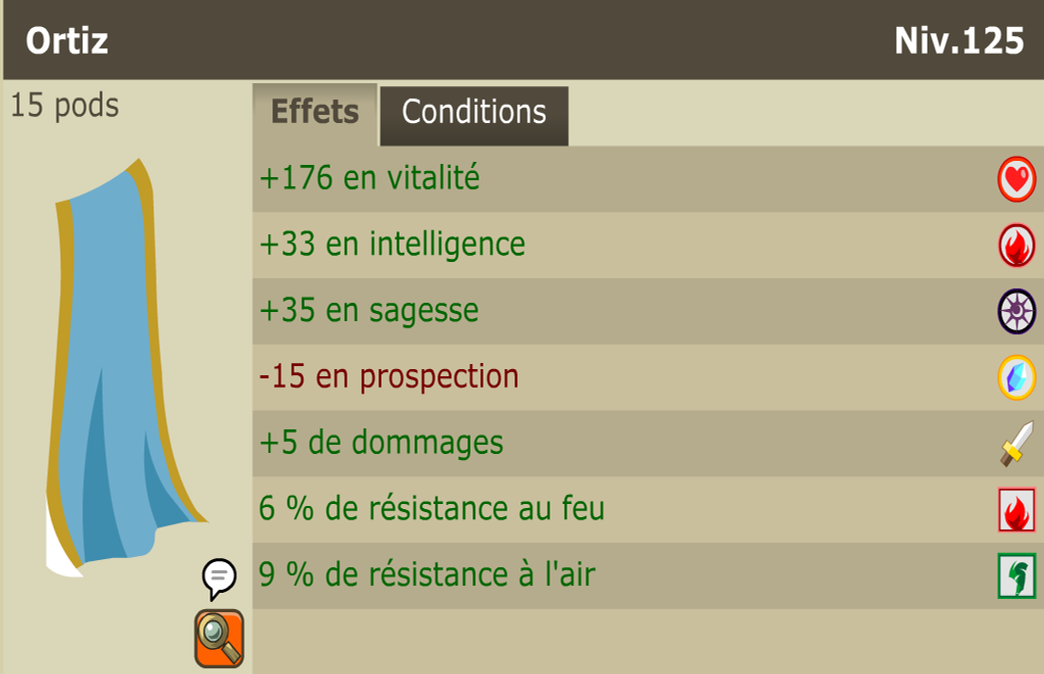 Ortiz
Niv.125
15 pods
Effets
Conditions
+176 en vitalité
+33 en intelligence
+35 en sagesse
-15 en prospection
+5 de dommages
6 % de résistance au feu
9 % de résistance à l'air